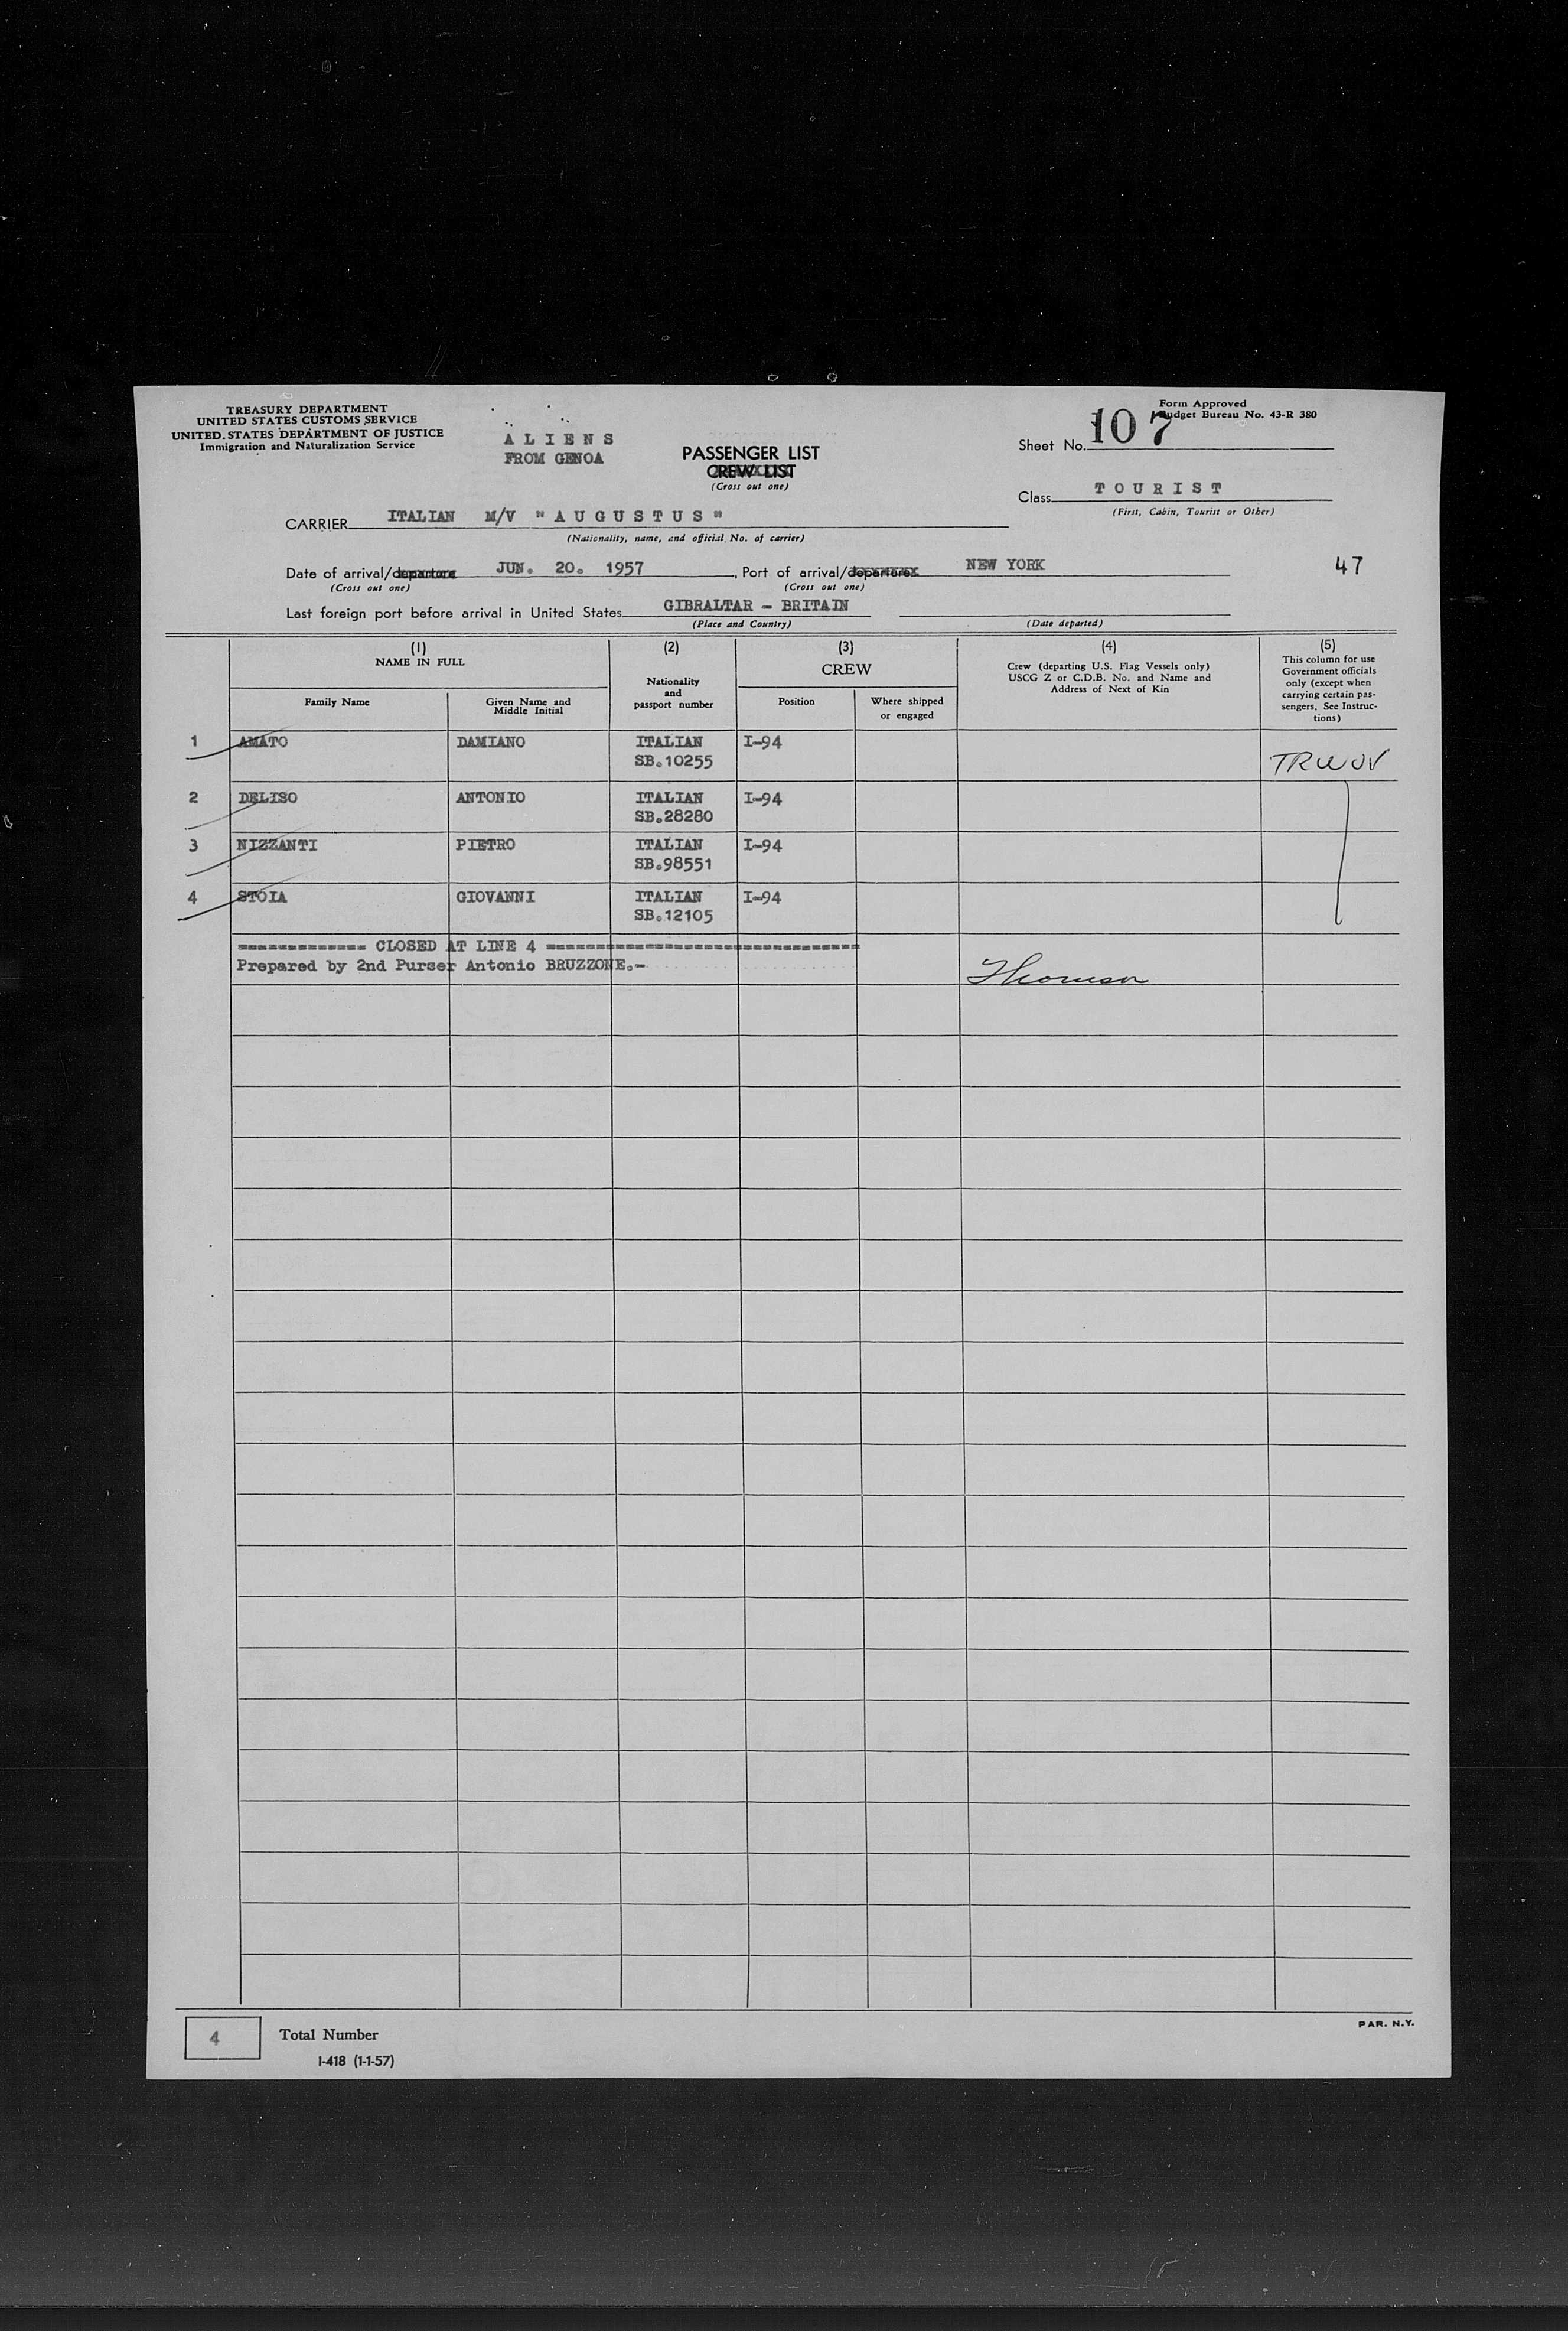 TREASURY DEPARTMENT
UNITED STATES CUSTOMS SERVICE
UNITED STATES DEPARTMENT OF JUSTICE
Immigration and Naturalization Service
A L I E N S
FROM GENOA
PASSENGER LIST
CREW LIST
(Cross out one)
Form Approved
Budget Bureau No. 43-R 380
Sheet No. 107
Class T O U R I S T
(First, Cabin, Tourist or Other)
CARRIER ITALIAN M/V "A U G U S T U S"
(Nationality, name, and official No. of carrier)
Date of arrival/departure JUN. 20. 1957, Port of arrival/departure NEW YORK
(Cross out one) (Cross out one)
47
Last foreign port before arrival in United States GIBRALTAR - BRITAIN
(Place and Country) (Date departed)
(1) NAME IN FULL
Family Name
Given Name and Middle Initial
(2) Nationality and passport number
(3) CREW
Position
Where shipped or engaged
(4) Crew (departing U.S. Flag Vessels only) USCG Z or C.D.B. No. and Name and Address of Next of Kin
(5) This column for use Government officials only (except when carrying certain passengers. See Instructions)
1 AMATO DAMIANO ITALIAN I-94
SB.10255 TRWOV
2 DELISO ANTONIO ITALIAN I-94
SB.28280
3 NIZZANTI PIETRO ITALIAN I-94
SB.98551
4 STOIA GIOVANNI ITALIAN I-94
SB.12105
============= CLOSED AT LINE 4 ================================
Prepared by 2nd Purser Antonio BRUZZONE.-
Thomson
4 Total Number
I-418 (1-1-57)
PAR. N.Y.